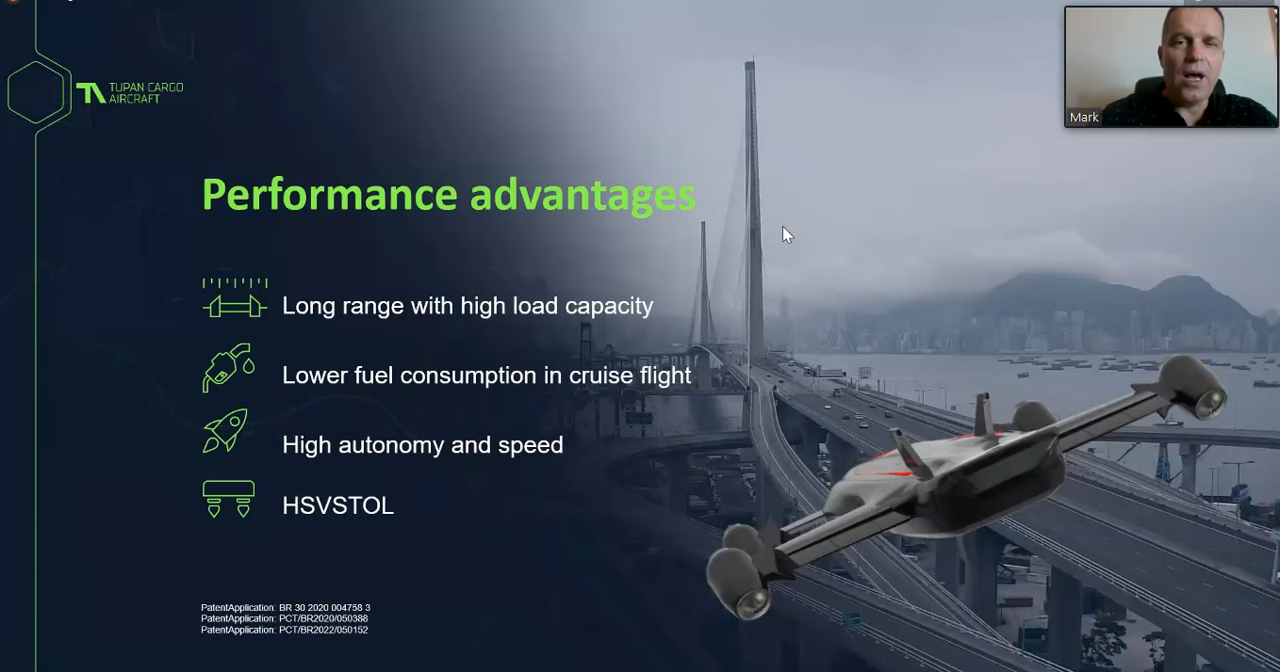 TUPAN CARGO
AIRCRAFT
Mark
Performance advantages
Long range with high load capacity
Lower fuel consumption in cruise flight
High autonomy and speed
HSVSTOL
PatentApplication: BR 30 2020 004758 3
PatentApplication: PCT/BR2020/050388
PatentApplication: PCT/BR2022/050152